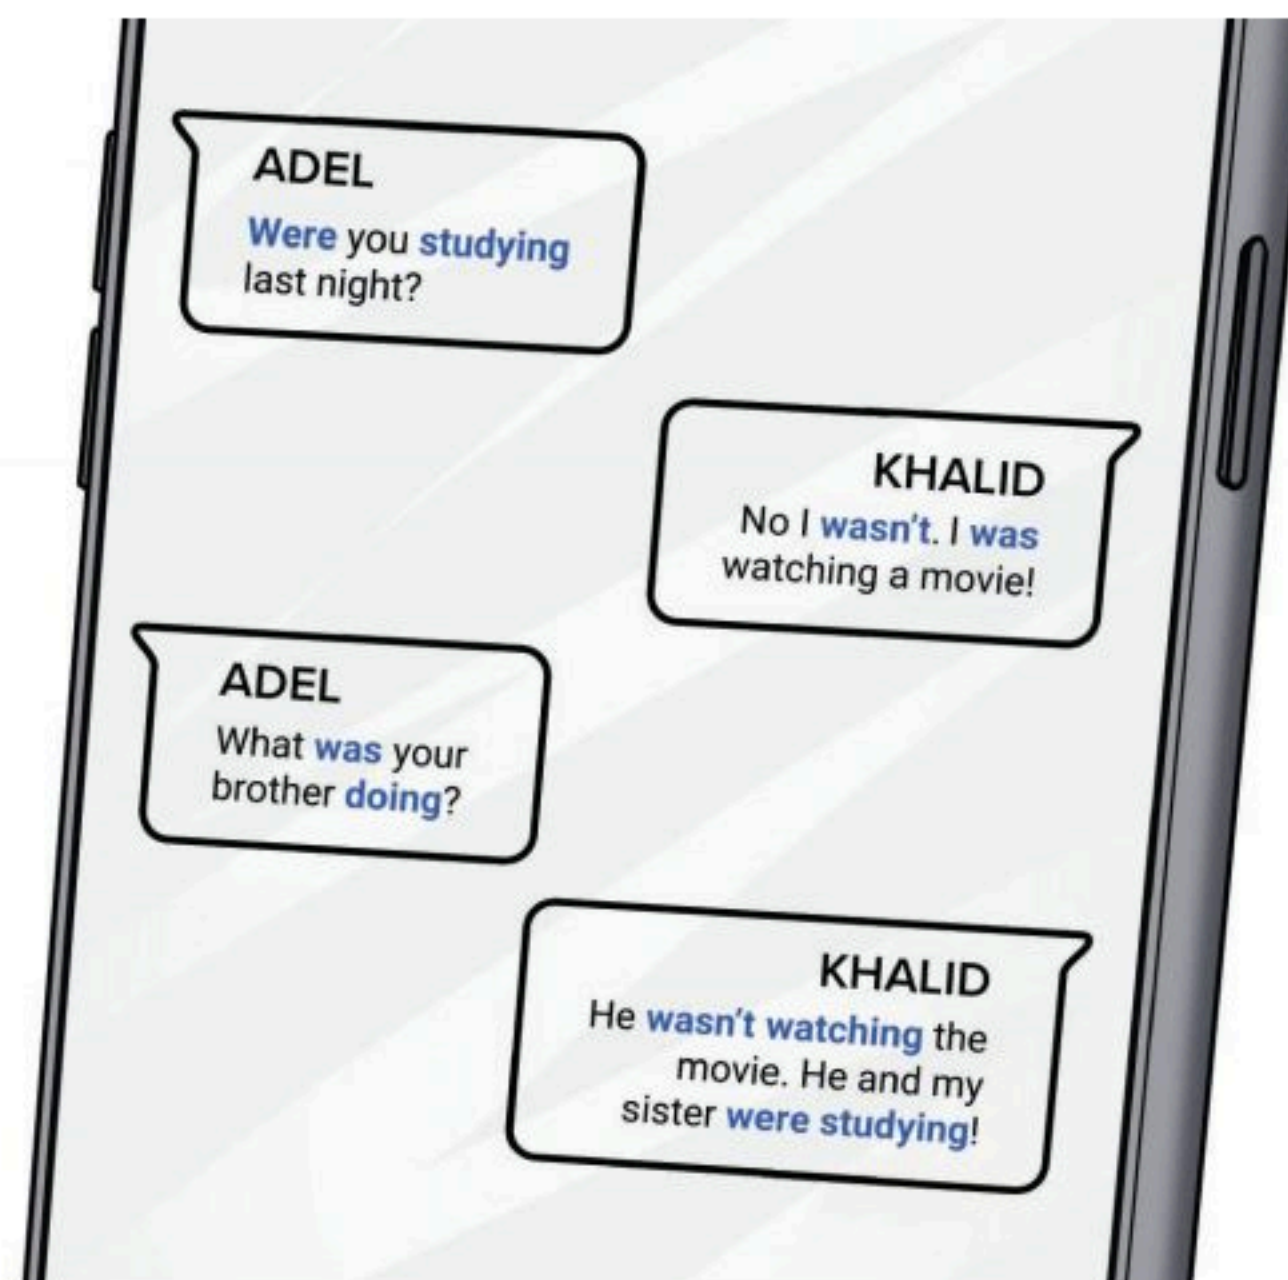 ADEL
Were you studying
last night?
KHALID
No I wasn't. I was
watching a movie!
ADEL
What was your
brother doing?
KHALID
He wasn't watching the
movie. He and my
sister were studying!